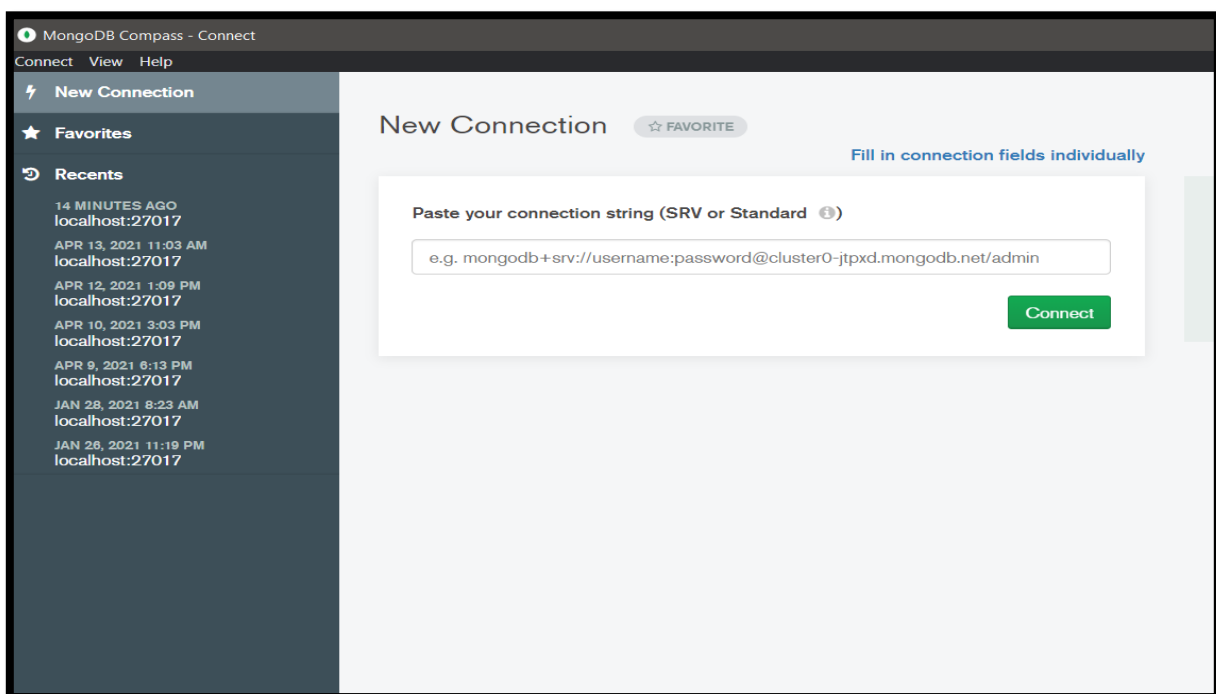 MongoDB Compass - Connect
Connect View Help
New Connection
Favorites
Recents
14 MINUTES AGO
localhost:27017
APR 13, 2021 11:03 AM
localhost:27017
APR 12, 2021 1:09 PM
localhost:27017
APR 10, 2021 3:03 PM
localhost:27017
APR 9, 2021 6:13 PM
localhost:27017
JAN 28, 2021 8:23 AM
localhost:27017
JAN 26, 2021 11:19 PM
localhost:27017
New Connection FAVORITE
Fill in connection fields individually
Paste your connection string (SRV or Standard )
e.g. mongodb+srv://username:password@cluster0-jtpxd.mongodb.net/admin
Connect